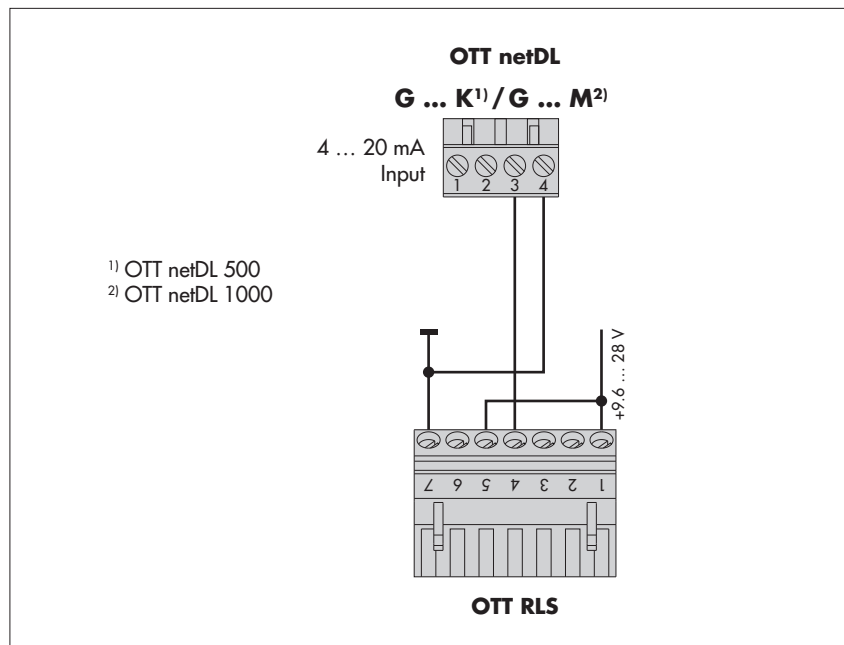 OTT netDL
G ... K¹⁾ / G ... M²⁾
4 ... 20 mA
Input
1 2 3 4
¹⁾ OTT netDL 500
²⁾ OTT netDL 1000
+9.6 ... 28 V
7 6 5 4 3 2 1
OTT RLS